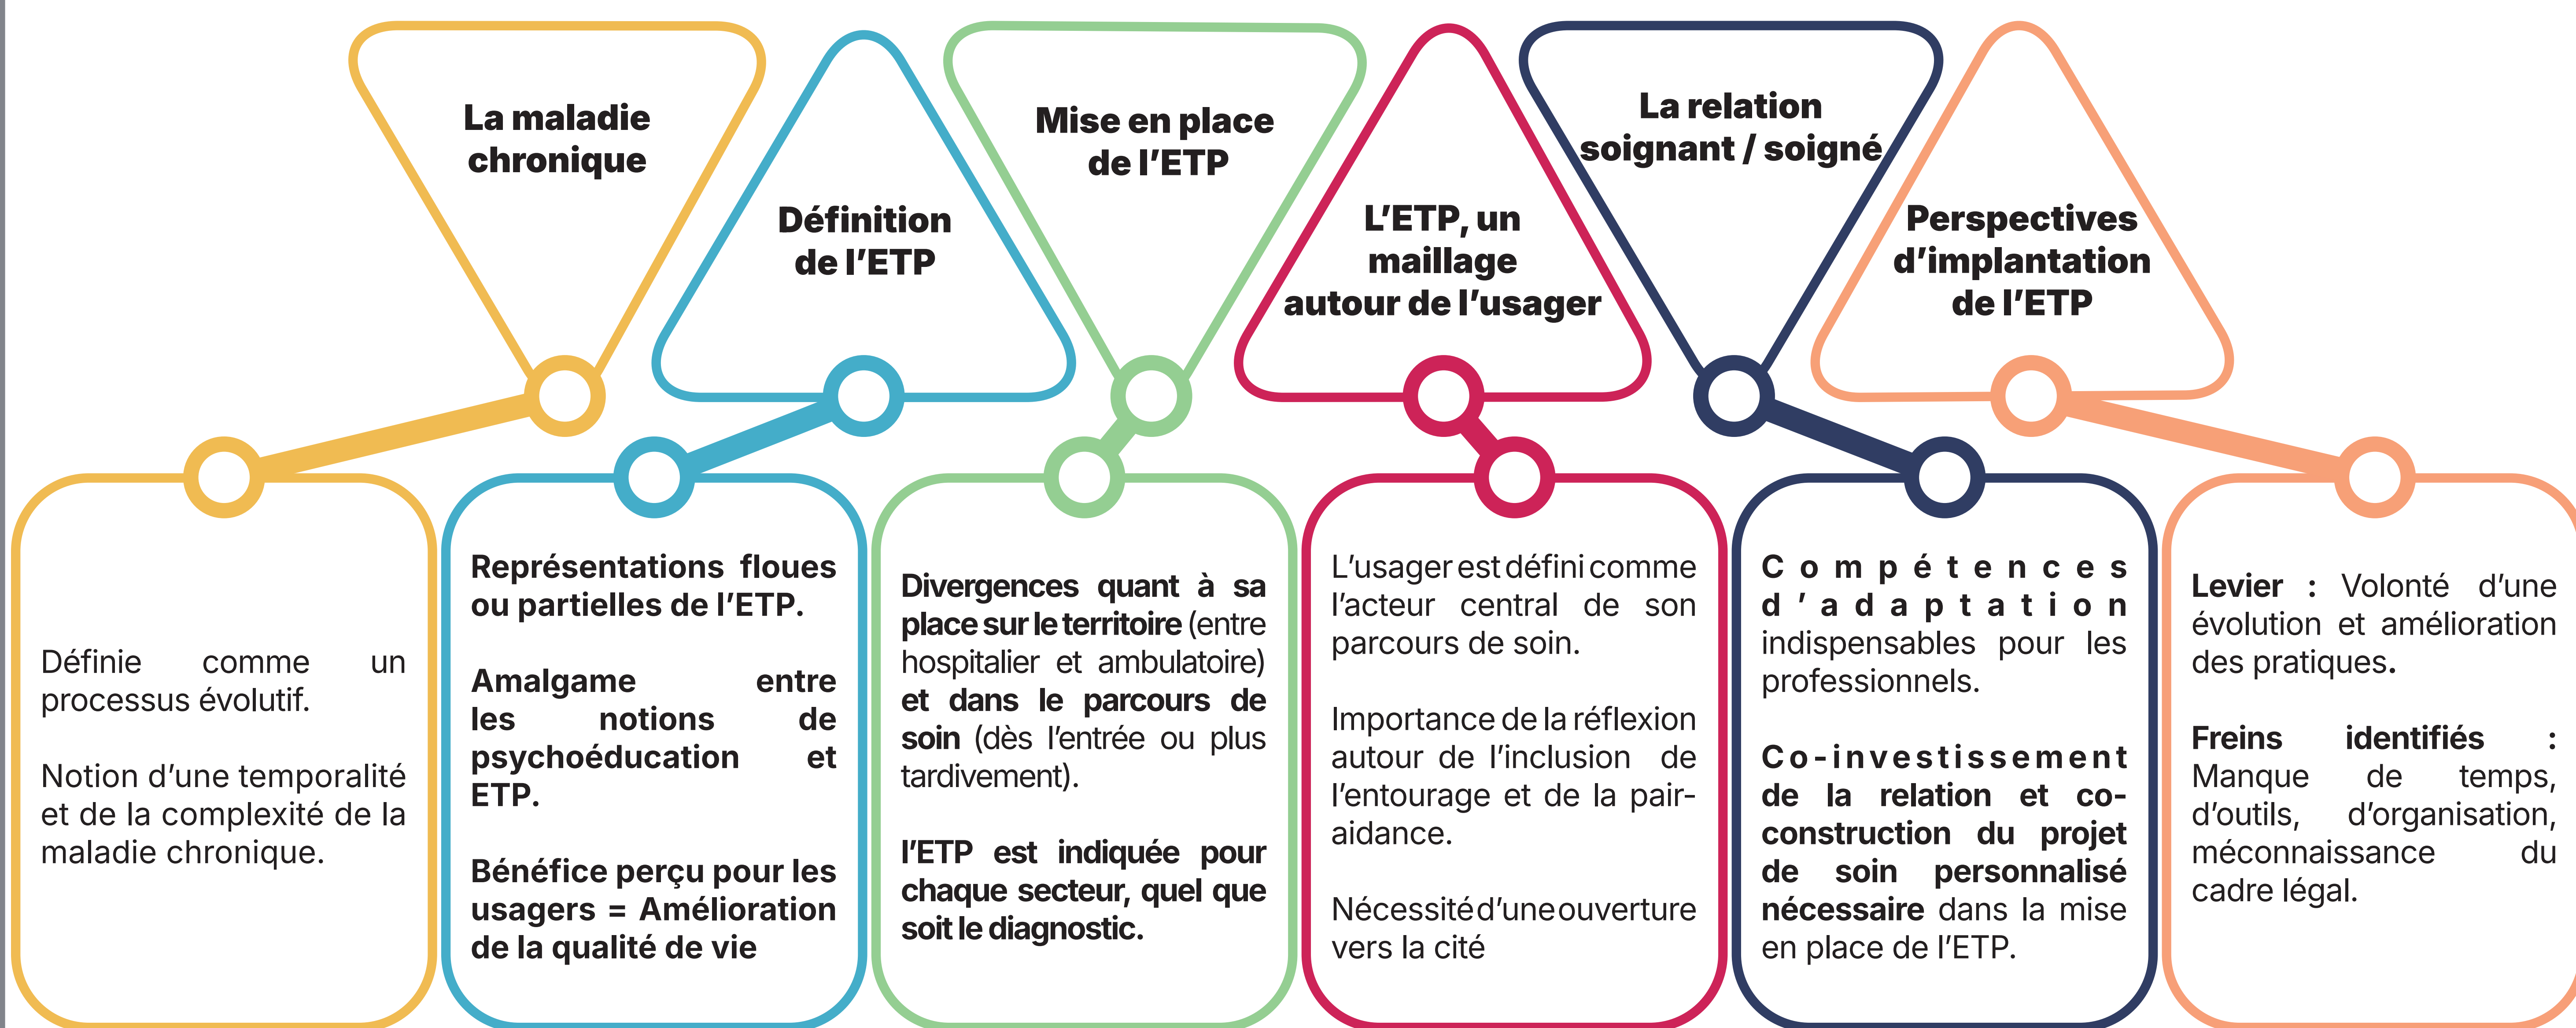 La maladie
chronique
Définition
de l’ETP
Mise en place
de l’ETP
L’ETP, un
maillage
autour de l’usager
La relation
soignant / soigné
Perspectives
d’implantation
de l’ETP
Définie comme un
processus évolutif.
Notion d’une temporalité
et de la complexité de la
maladie chronique.
Représentations floues
ou partielles de l’ETP.
Amalgame entre
les notions de
psychoéducation et
ETP.
Bénéfice perçu pour les
usagers = Amélioration
de la qualité de vie
Divergences quant à sa
place sur le territoire (entre
hospitalier et ambulatoire)
et dans le parcours de
soin (dès l’entrée ou plus
tardivement).
l’ETP est indiquée pour
chaque secteur, quel que
soit le diagnostic.
L’usager est défini comme
l’acteur central de son
parcours de soin.
Importance de la réflexion
autour de l’inclusion de
l’entourage et de la pair-
aidance.
Nécessité d’une ouverture
vers la cité
Compétences
d’adaptation
indispensables pour les
professionnels.
Co-investissement
de la relation et co-
construction du projet
de soin personnalisé
nécessaire dans la mise
en place de l’ETP.
Levier : Volonté d’une
évolution et amélioration
des pratiques.
Freins identifiés :
Manque de temps,
d’outils, d’organisation,
méconnaissance du
cadre légal.